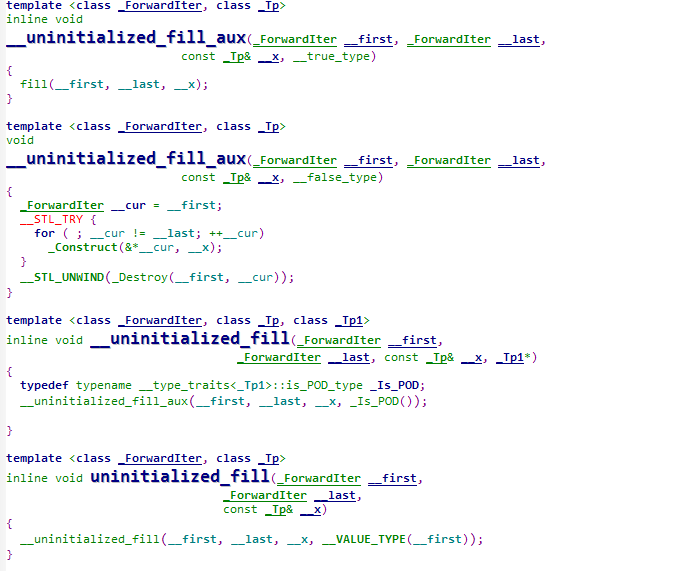 template <class _ForwardIter, class _Tp>
inline void
__uninitialized_fill_aux(_ForwardIter __first, _ForwardIter __last,
                         const _Tp& __x, __true_type)
{
  fill(__first, __last, __x);
}
template <class _ForwardIter, class _Tp>
void
__uninitialized_fill_aux(_ForwardIter __first, _ForwardIter __last,
                         const _Tp& __x, __false_type)
{
  _ForwardIter __cur = __first;
  __STL_TRY {
    for ( ; __cur != __last; ++__cur)
      _Construct(&*__cur, __x);
  }
  __STL_UNWIND(_Destroy(__first, __cur));
}
template <class _ForwardIter, class _Tp, class _Tp1>
inline void __uninitialized_fill(_ForwardIter __first,
                                 _ForwardIter __last, const _Tp& __x, _Tp1*)
{
  typedef typename __type_traits<_Tp1>::is_POD_type _Is_POD;
  __uninitialized_fill_aux(__first, __last, __x, _Is_POD());
}
template <class _ForwardIter, class _Tp>
inline void uninitialized_fill(_ForwardIter __first,
                               _ForwardIter __last,
                               const _Tp& __x)
{
  __uninitialized_fill(__first, __last, __x, __VALUE_TYPE(__first));
}